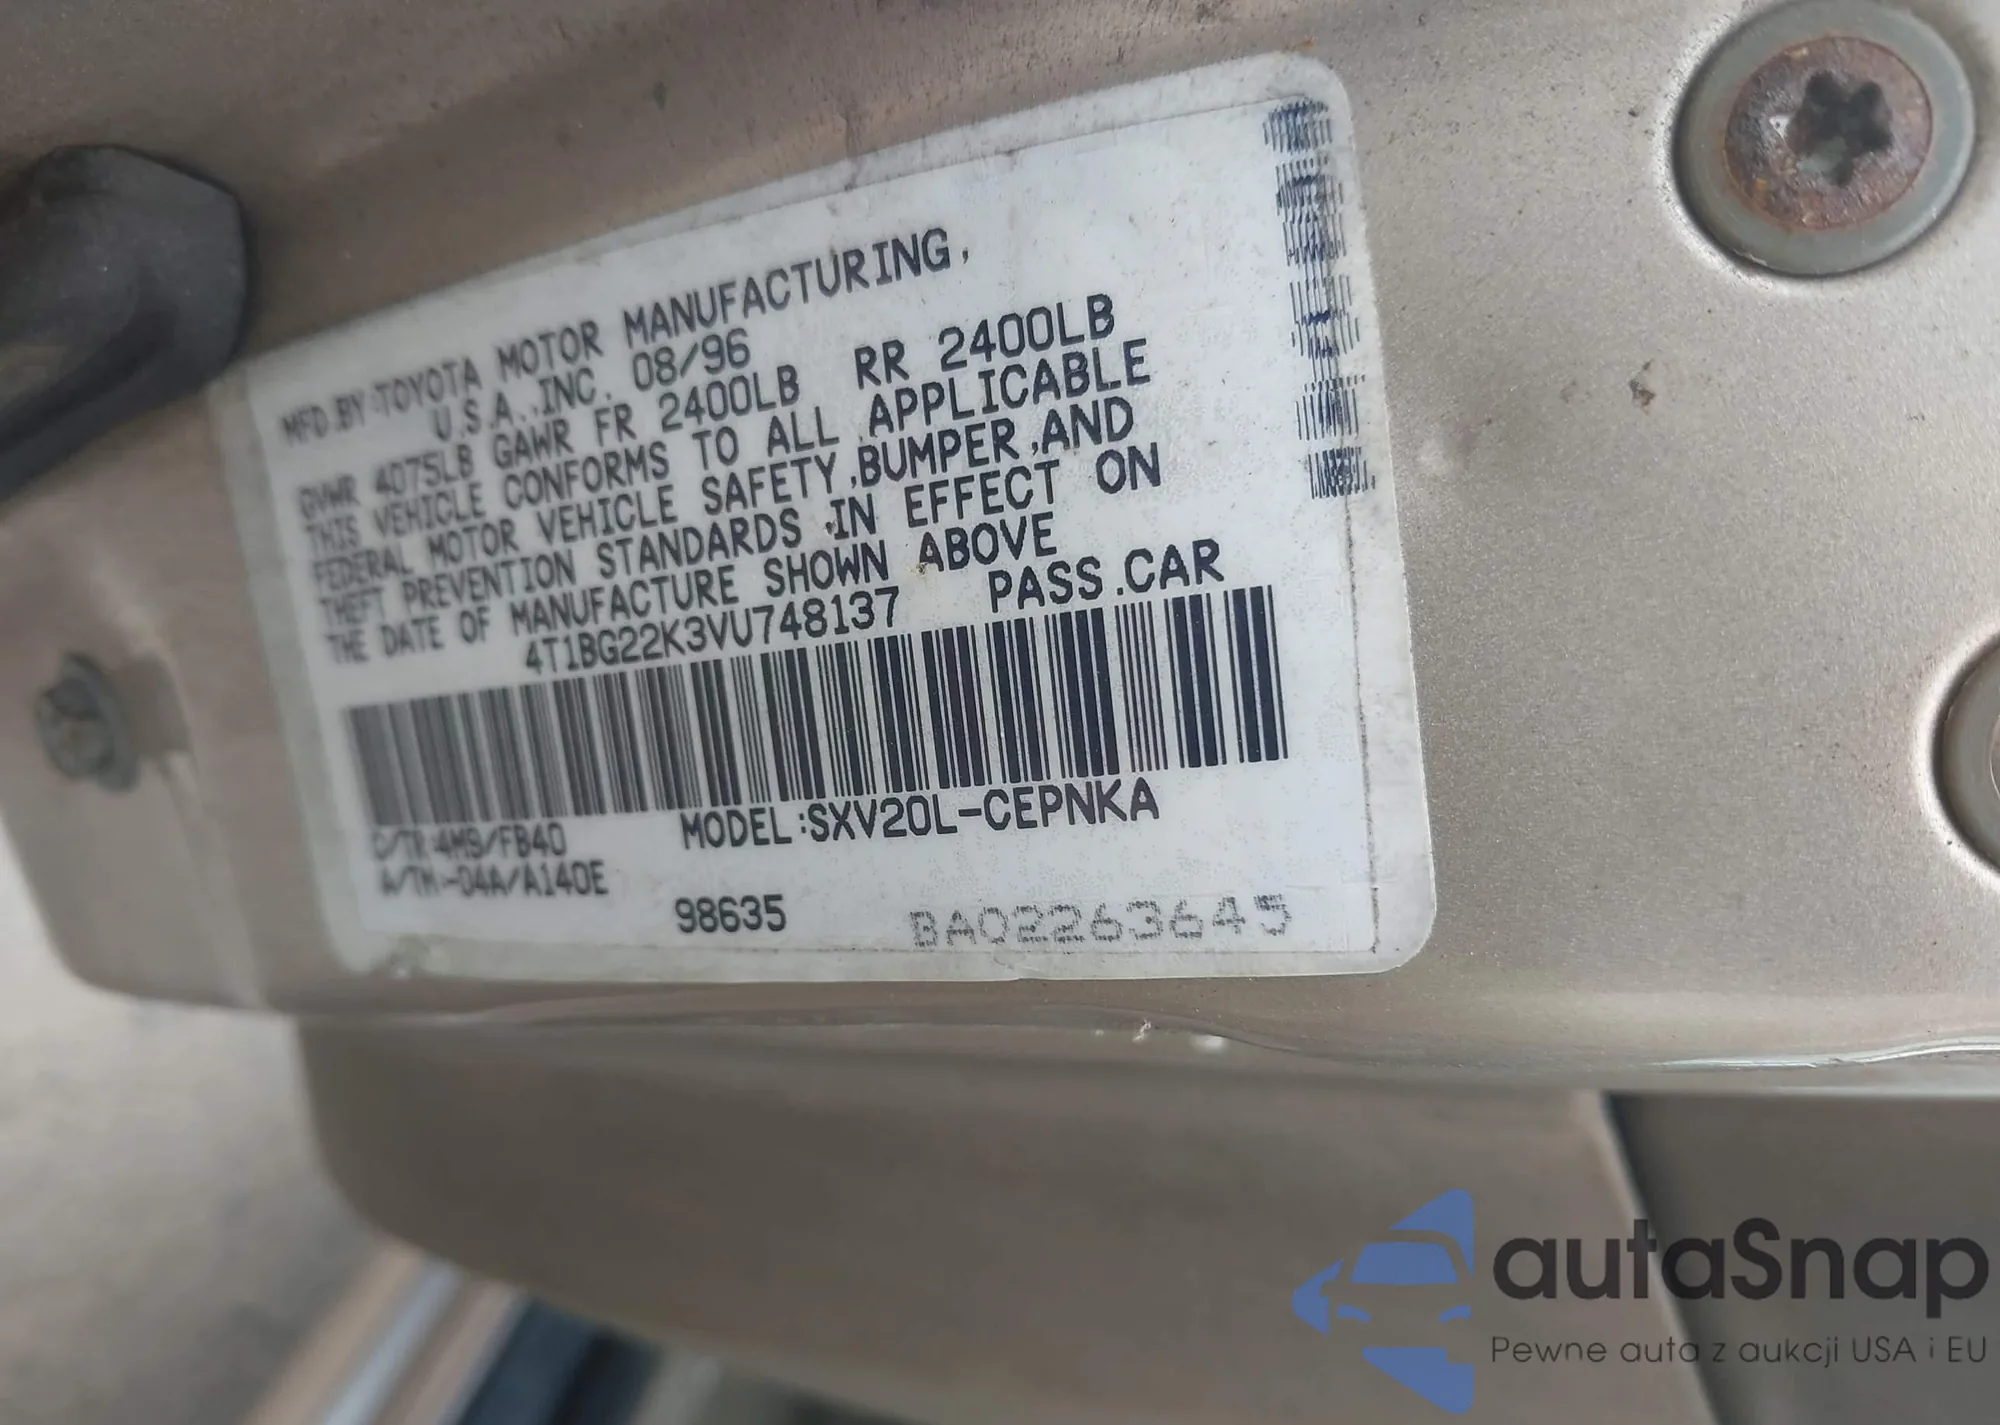 MFD.BY:TOYOTA MOTOR MANUFACTURING,
U.S.A.,INC. 08/96
GVWR 4075LB GAWR FR 2400LB RR 2400LB
THIS VEHICLE CONFORMS TO ALL APPLICABLE
FEDERAL MOTOR VEHICLE SAFETY,BUMPER,AND
THEFT PREVENTION STANDARDS IN EFFECT ON
THE DATE OF MANUFACTURE SHOWN ABOVE
4T1BG22K3VU748137 PASS.CAR
C/TR:4M9/FB40 MODEL:SXV20L-CEPNKA
A/TM:-04A/A140E
98635 BA02263645
autaSnap
Pewne auta z aukcji USA i EU